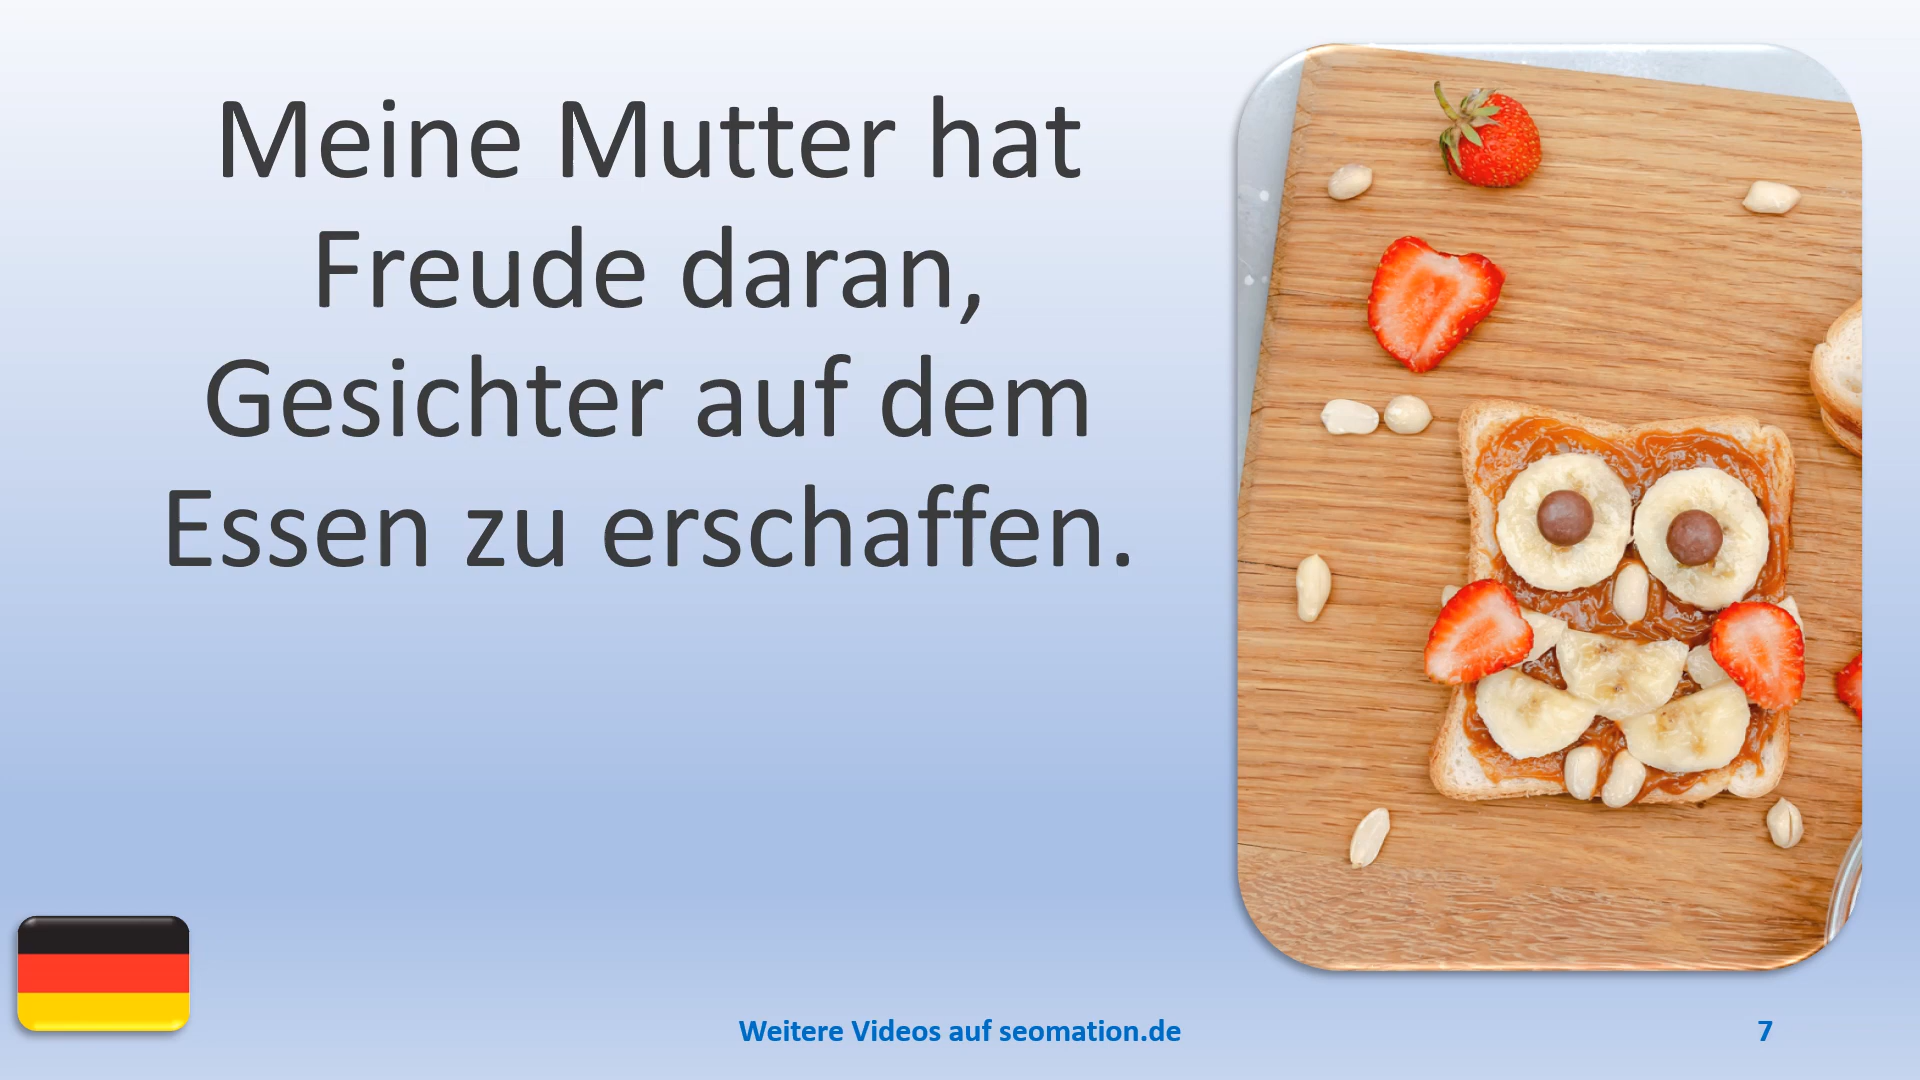 Meine Mutter hat
Freude daran,
Gesichter auf dem
Essen zu erschaffen.
Weitere Videos auf seomation.de
7